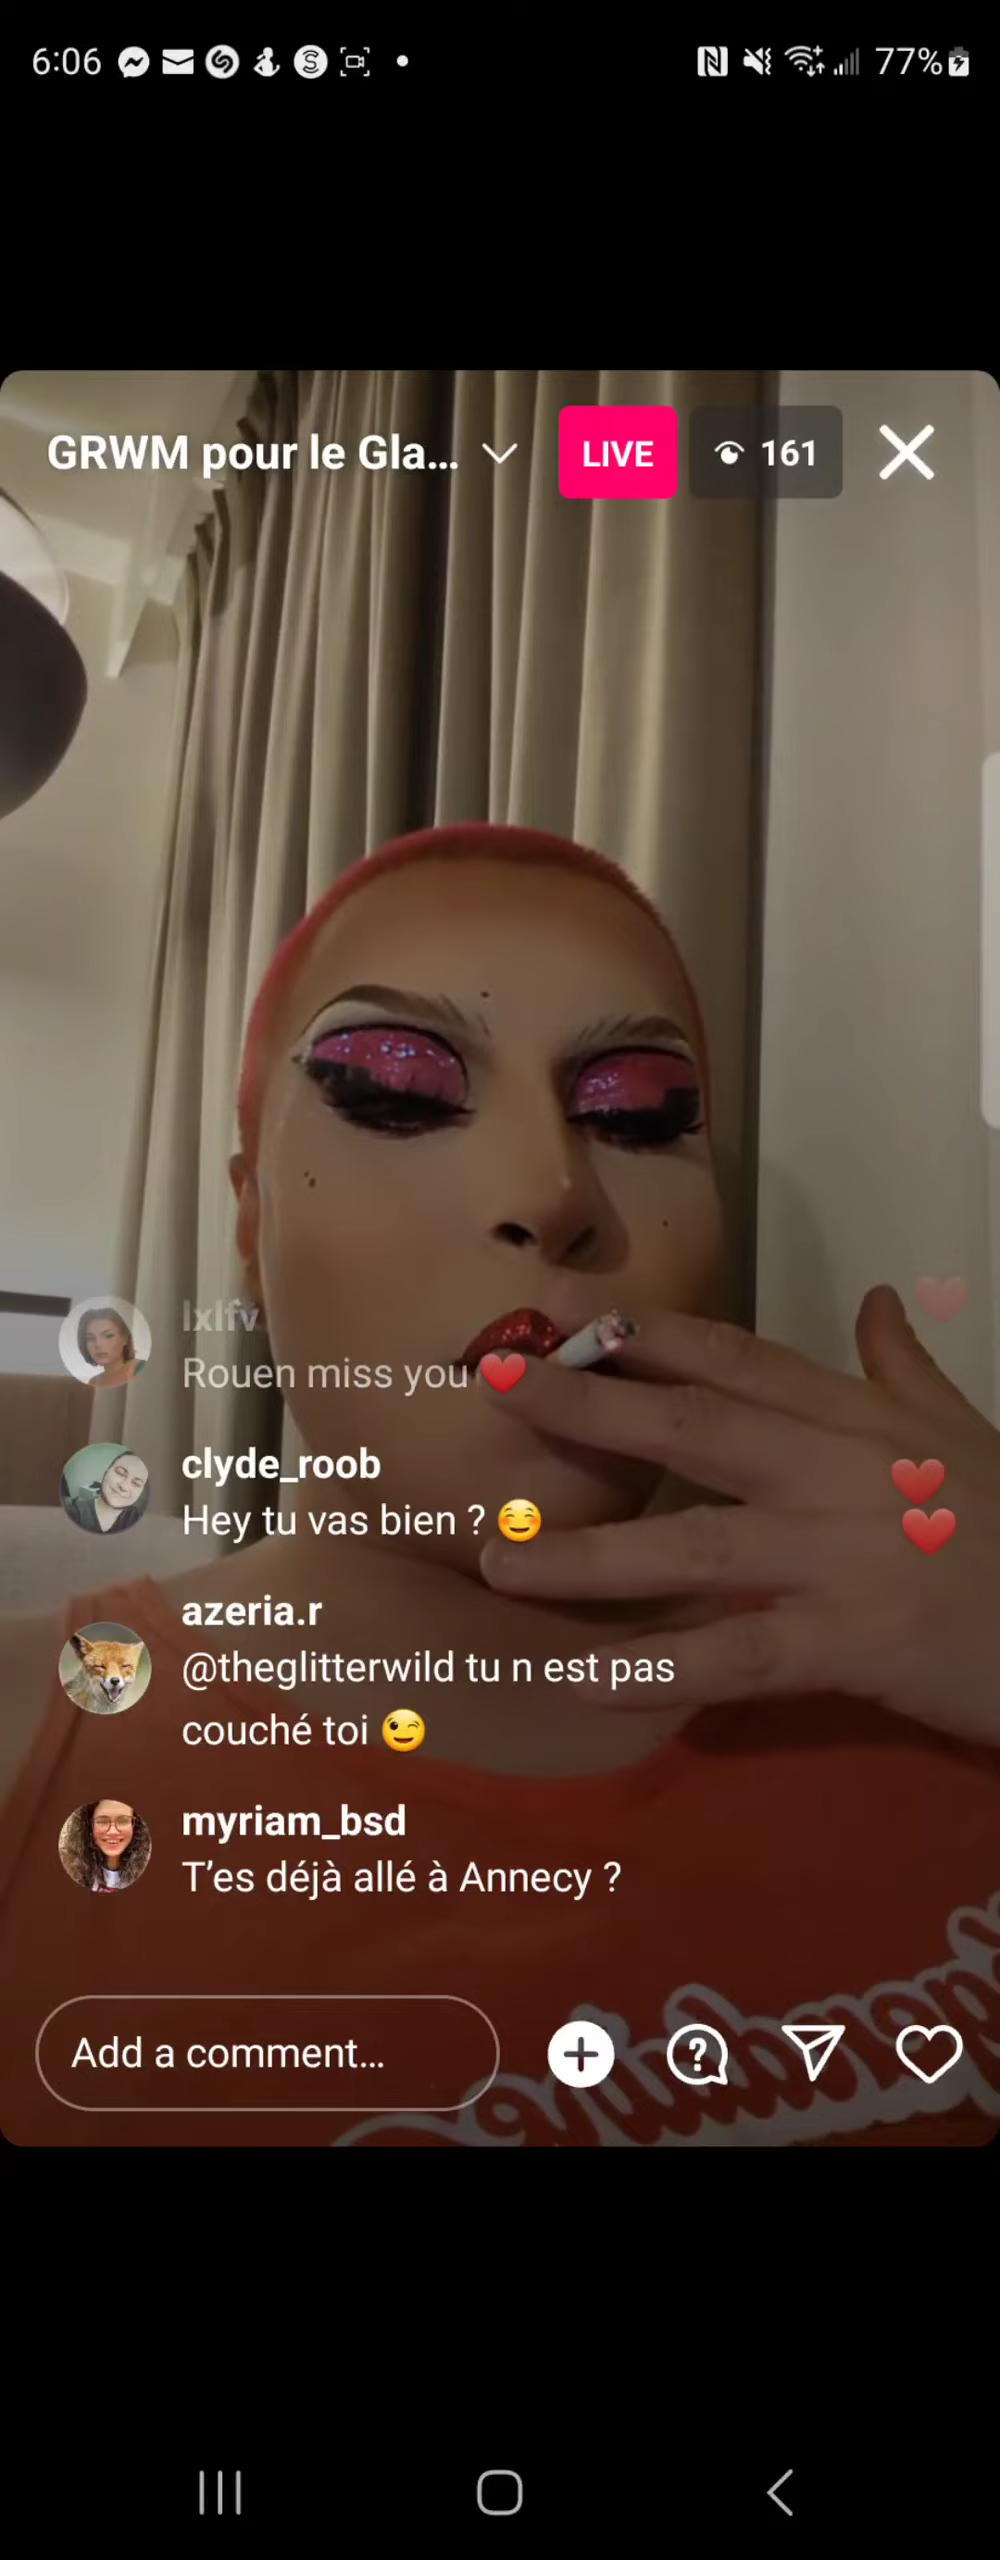 6:06
77%
GRWM pour le Gla...
LIVE
161
lxlfv
Rouen miss you ❤️
clyde_roob
Hey tu vas bien ? ☺️
azeria.r
@theglitterwild tu n est pas
couché toi 😉
myriam_bsd
T'es déjà allé à Annecy ?
Add a comment...